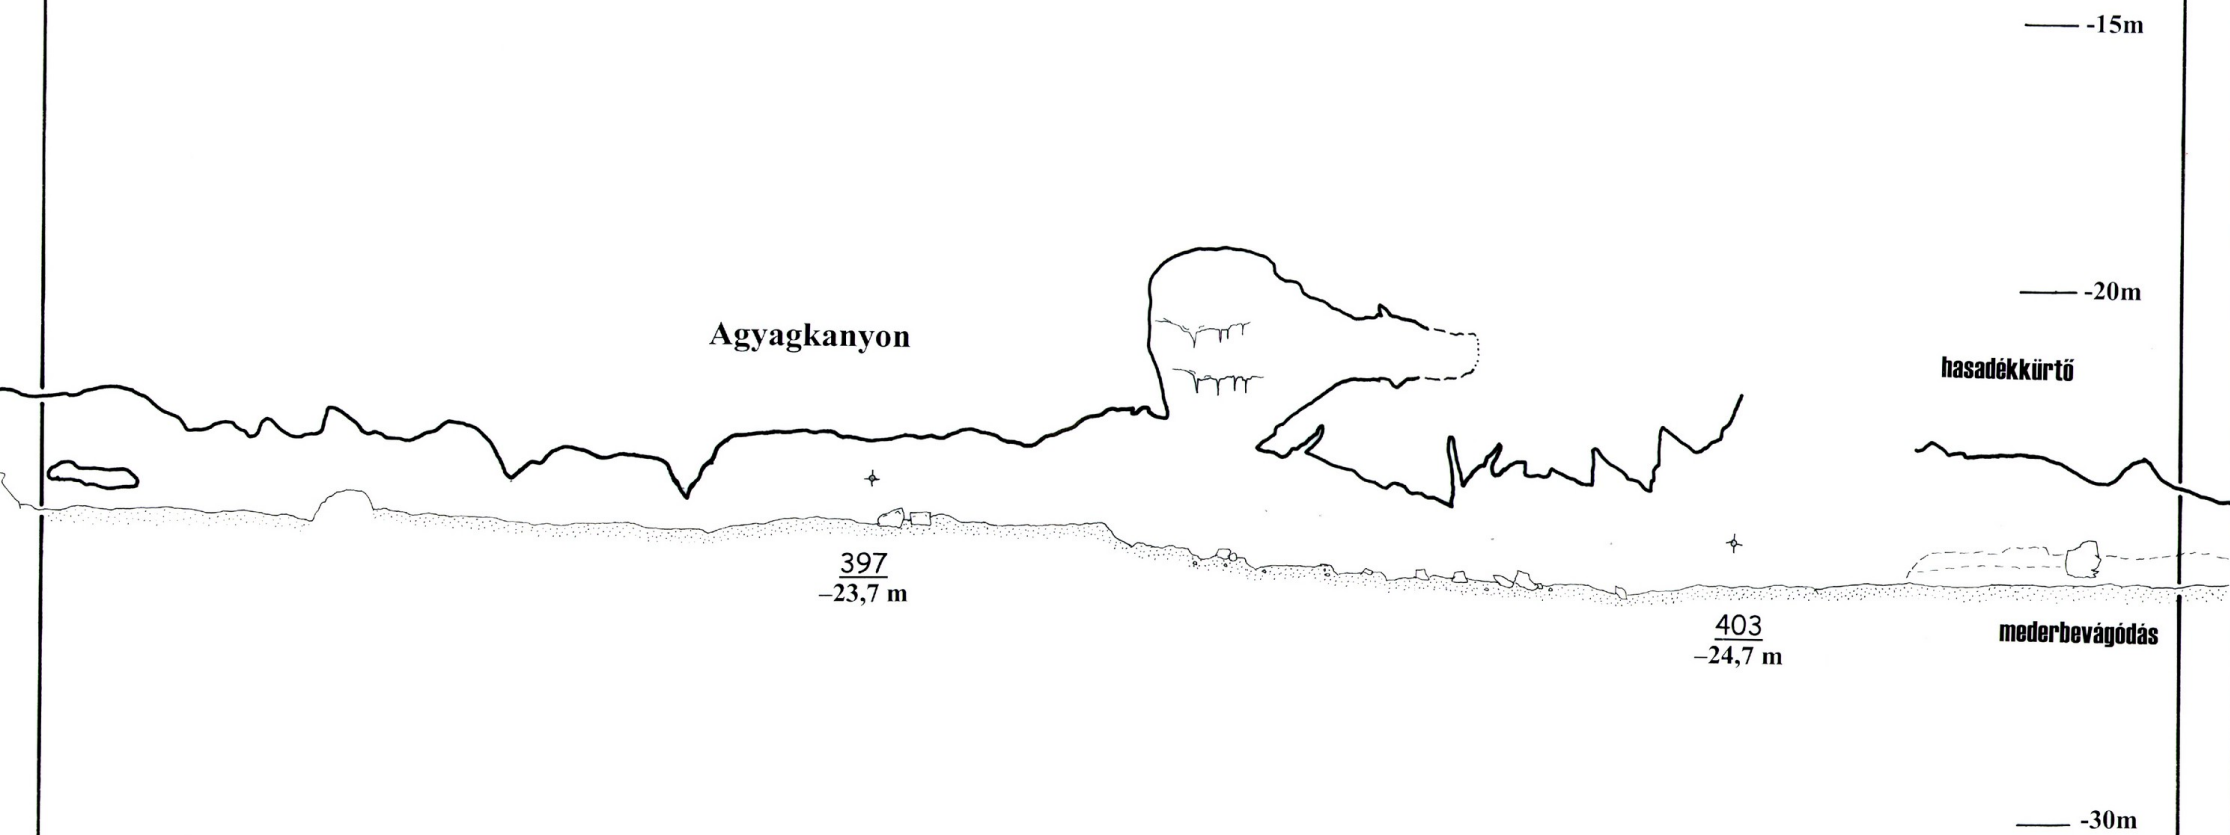 -15m
-20m
Agyagkanyon
hasadékkürtő
397
–23,7 m
403
–24,7 m
mederbevágódás
-30m